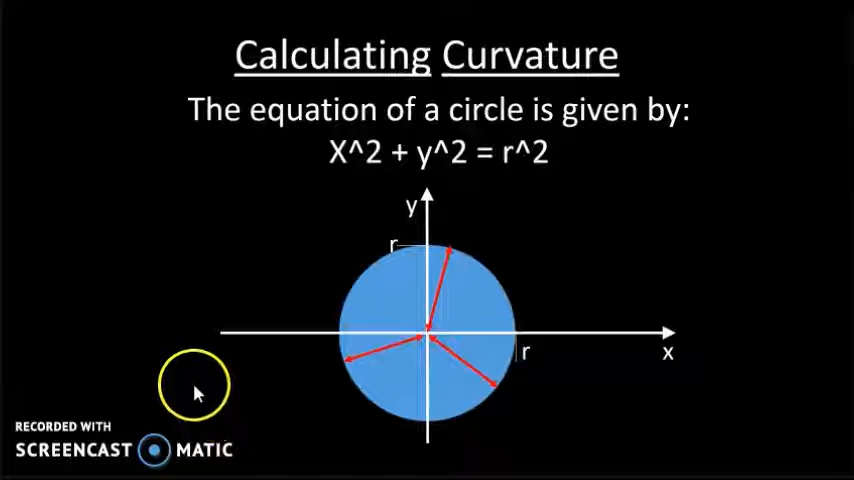 Calculating Curvature
The equation of a circle is given by:
X^2 + y^2 = r^2
y
r
r
x
RECORDED WITH
SCREENCAST MATIC